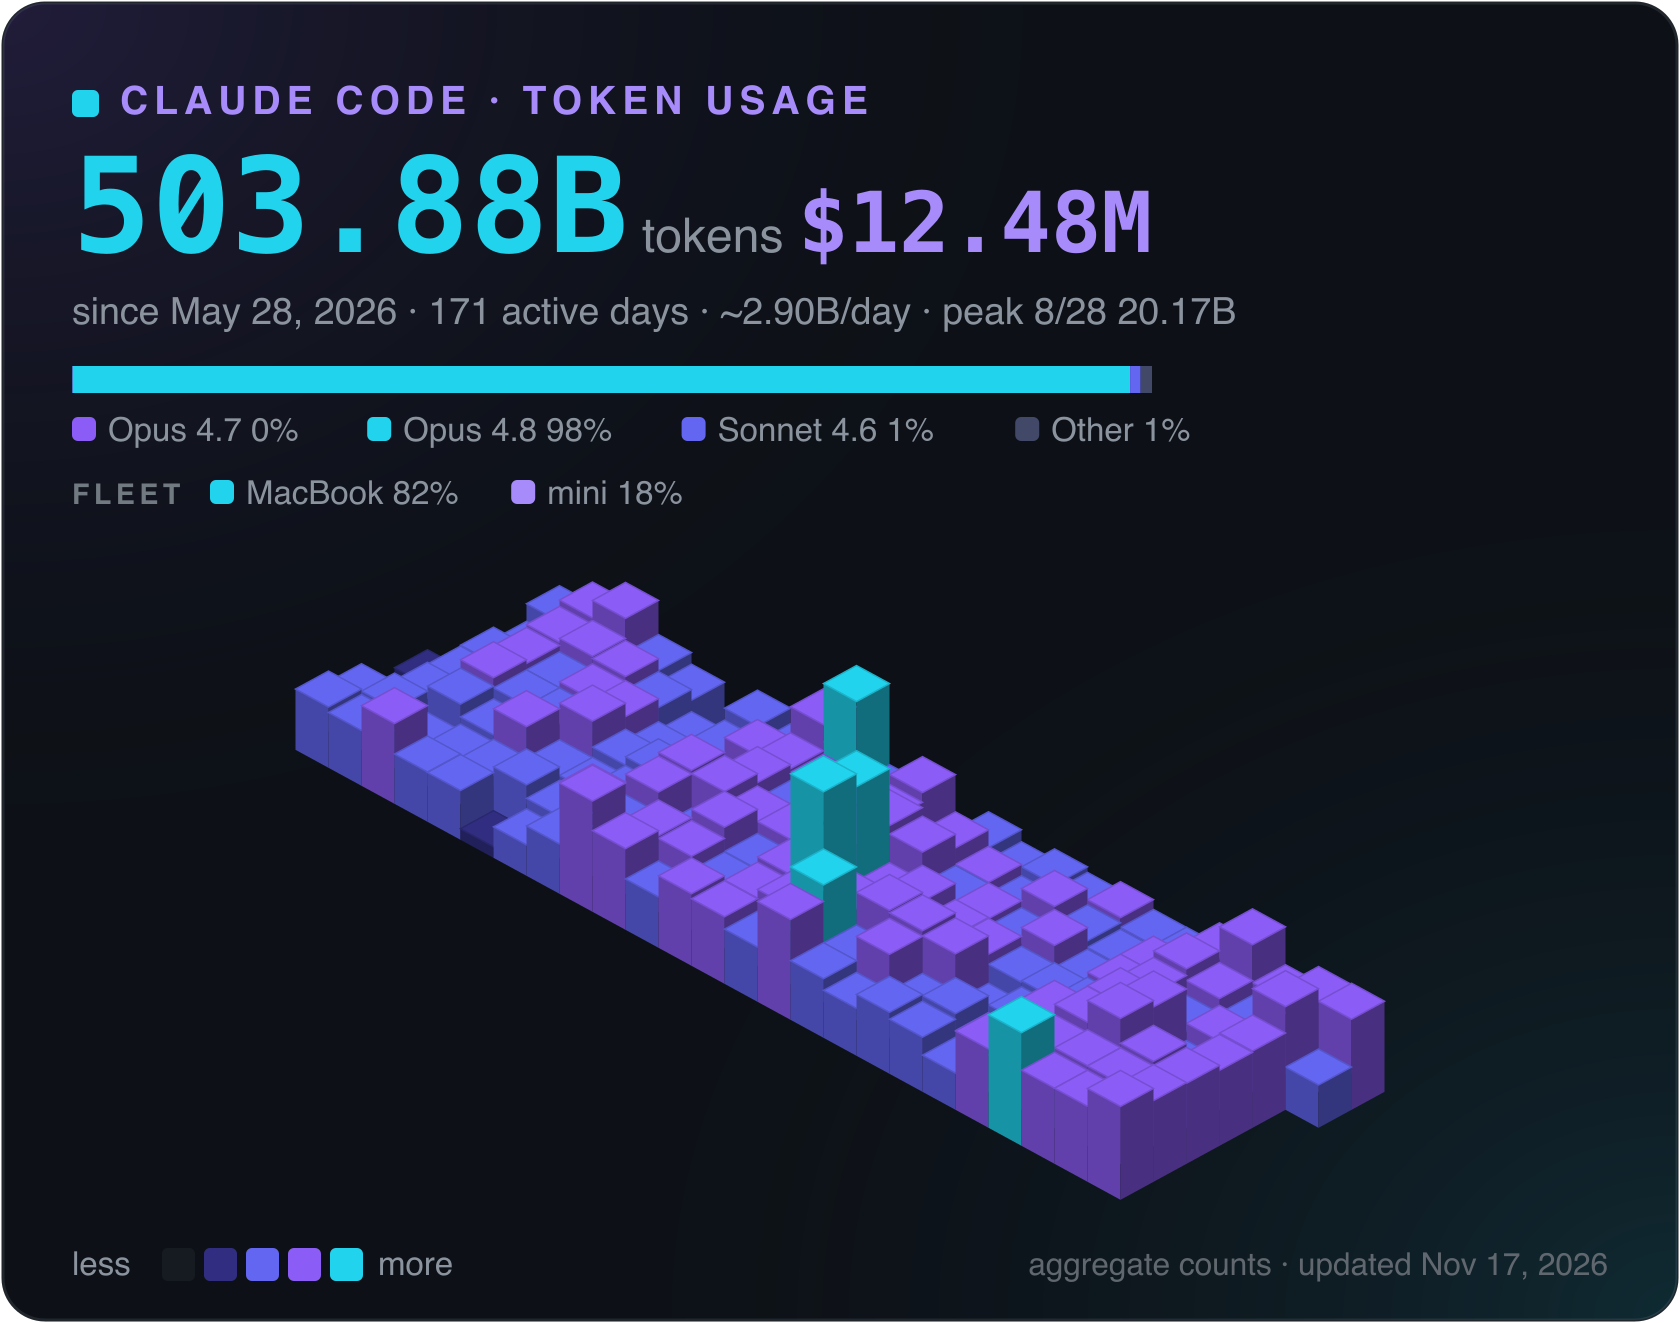 CLAUDE CODE · TOKEN USAGE
503.88B tokens $12.48M
since May 28, 2026 · 171 active days · ~2.90B/day · peak 8/28 20.17B
Opus 4.7 0% Opus 4.8 98% Sonnet 4.6 1% Other 1%
FLEET MacBook 82% mini 18%
less more
aggregate counts · updated Nov 17, 2026